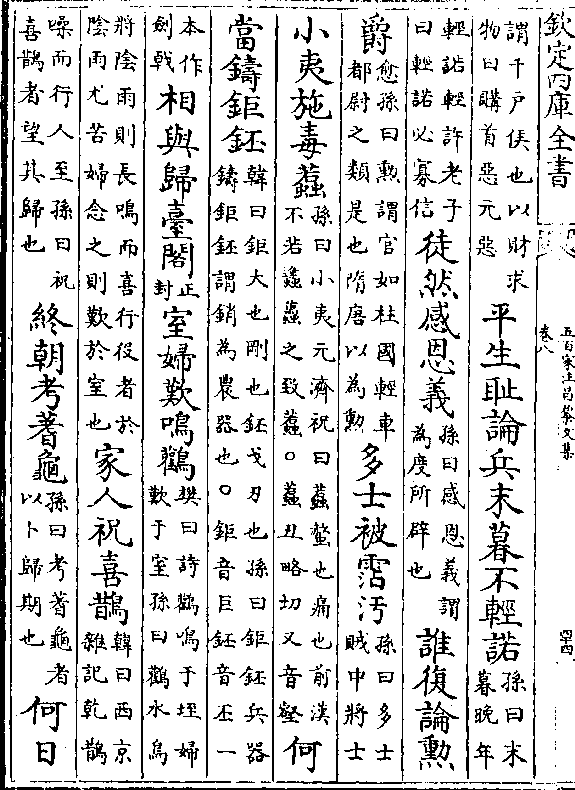 欽定四庫全書
五百家注昌黎文集
卷八
四四
謂千戸侯也以財求
物曰購首惡元惡
平生耻論兵末暮不輕諾
孫曰末
暮晚年
輕諾輕許老子
曰輕諾必寡信
徒然感恩義
孫曰感恩義謂
為度所辟也
誰復論勲
爵
愈孫曰勲謂官如柱國輕車
都尉之類是也隋唐以為勲
多士被霑汚
孫曰多士
賊中將士
小夷施毒蠚
孫曰小夷元濟祝曰蠚螫也痛也前漢
不若蠭蠆之致蠚○蠚丑略切又音壑
何
當鑄鉅鉟
韓曰鉅大也剛也鉟戈刃也孫曰鉅鉟兵器
鑄鉅鉟謂銷為農器也○鉅音巨鉟音丕一
本作
劍戟
相與歸臺閣
正
封
室婦歎鳴鸛
樊曰詩鸛鳴于垤婦
歎于室孫曰鸛水鳥
將陰雨則長鳴而喜行役者於
陰雨尤苦婦念之則歎於室也
家人祝喜鵲
韓曰西京
雜記乾鵲
噪而行人至孫曰祝
喜鵲者望其歸也
終朝考蓍龜
孫曰考蓍龜者
以卜歸期也
何日